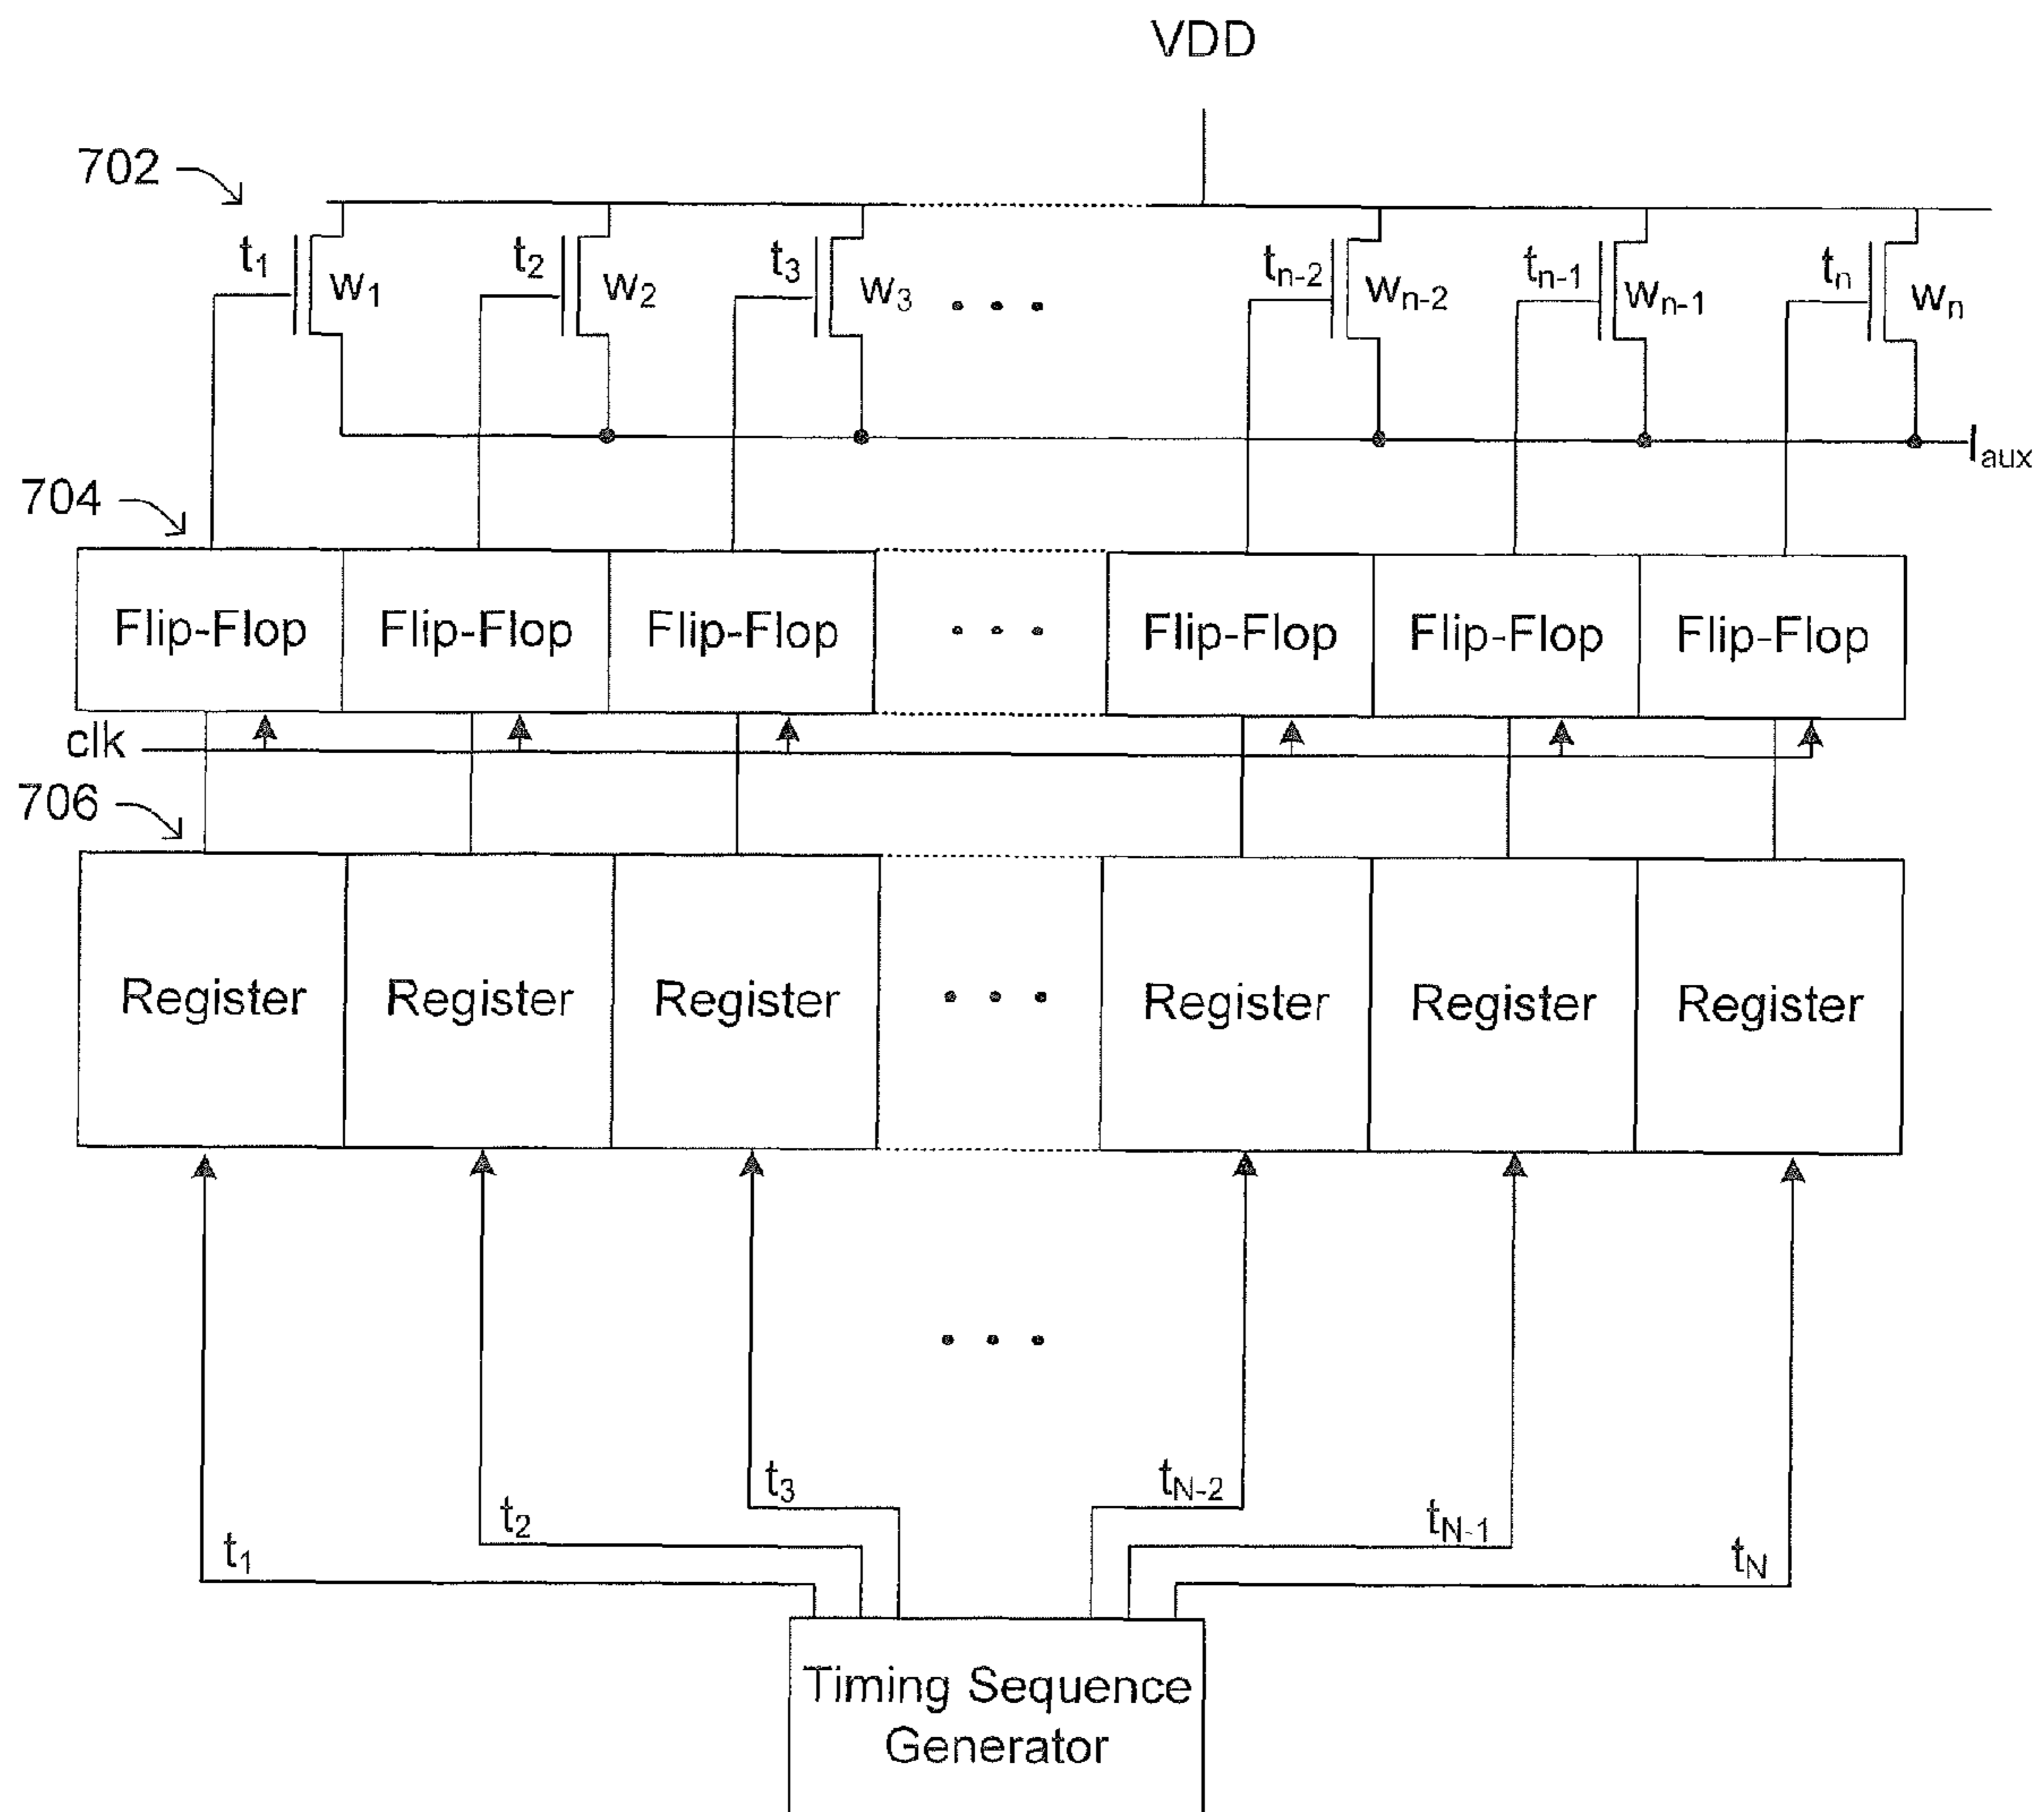 VDD
702
t1 w1 t2 w2 t3 w3 • • • tn-2 wn-2 tn-1 wn-1 tn wn
Iaux
704
Flip-Flop Flip-Flop Flip-Flop • • • Flip-Flop Flip-Flop Flip-Flop
clk
706
Register Register Register • • • Register Register Register
• • •
t3 tN-2
t2 tN-1
t1 tN
Timing Sequence
Generator